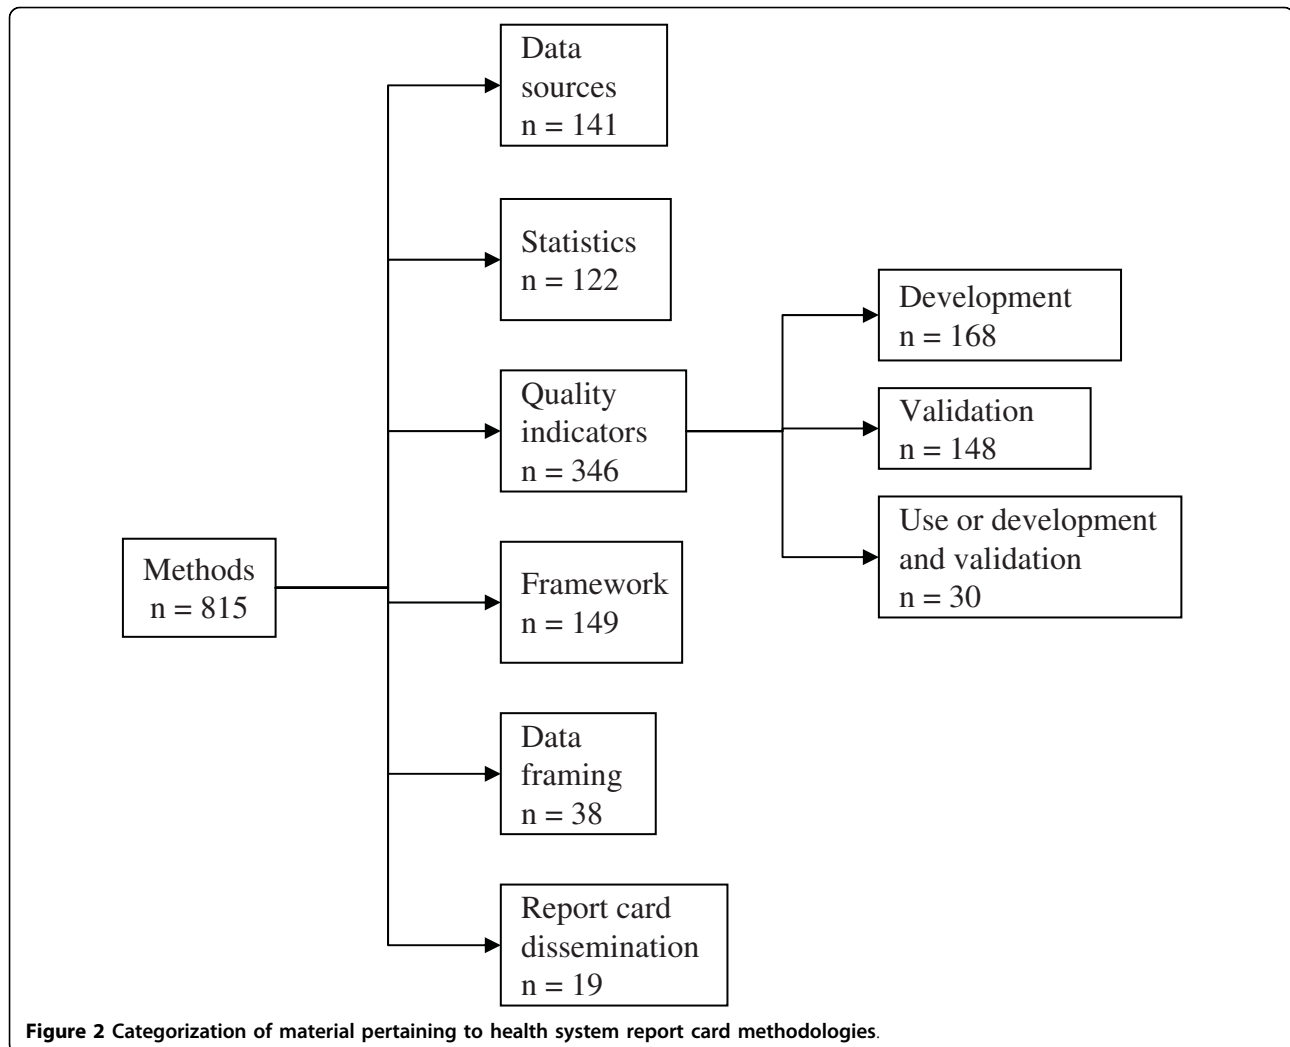 Data
sources
n = 141
Statistics
n = 122
Quality
indicators
n = 346
Development
n = 168
Validation
n = 148
Use or development
and validation
n = 30
Methods
n = 815
Framework
n = 149
Data
framing
n = 38
Report card
dissemination
n = 19
Figure 2 Categorization of material pertaining to health system report card methodologies.